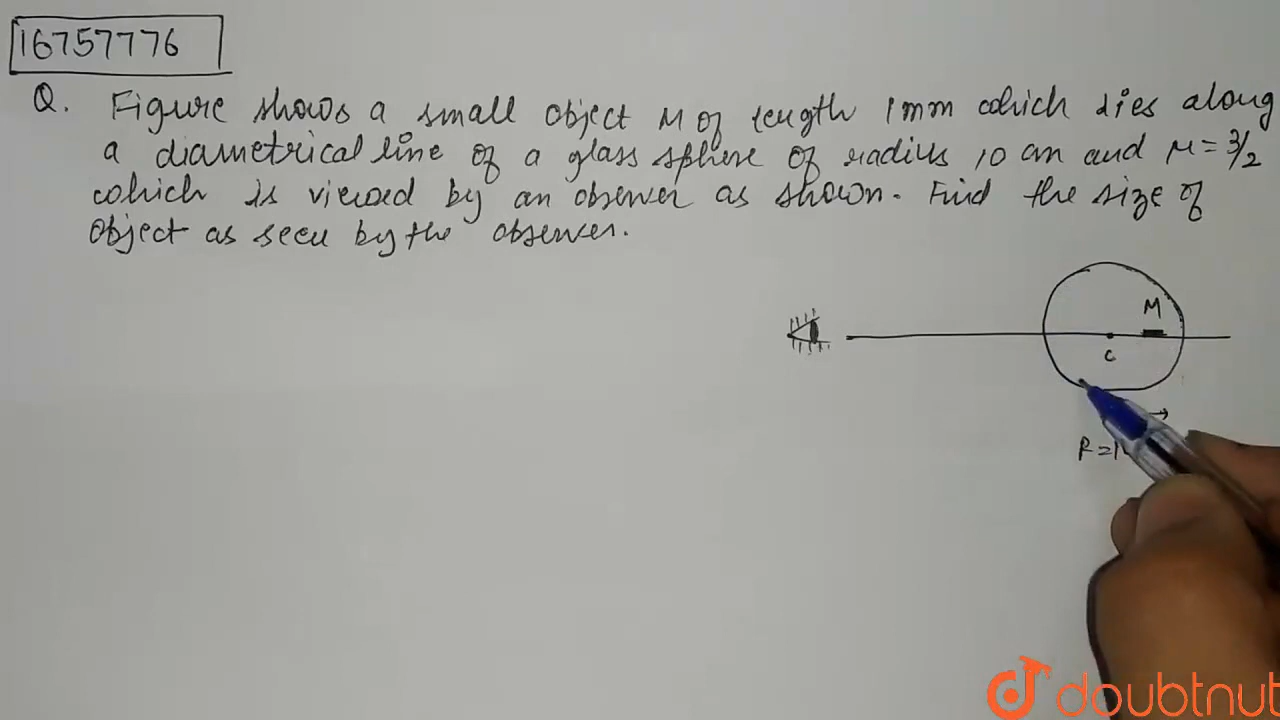 16757776
Q. Figure shows a small object M of length 1mm which lies along
a diametrical line of a glass sphere of radius 10 cm and μ = 3/2
which is viewed by an observer as shown. Find the size of
object as seen by the observer.
M
C
R = 1
doubtnut